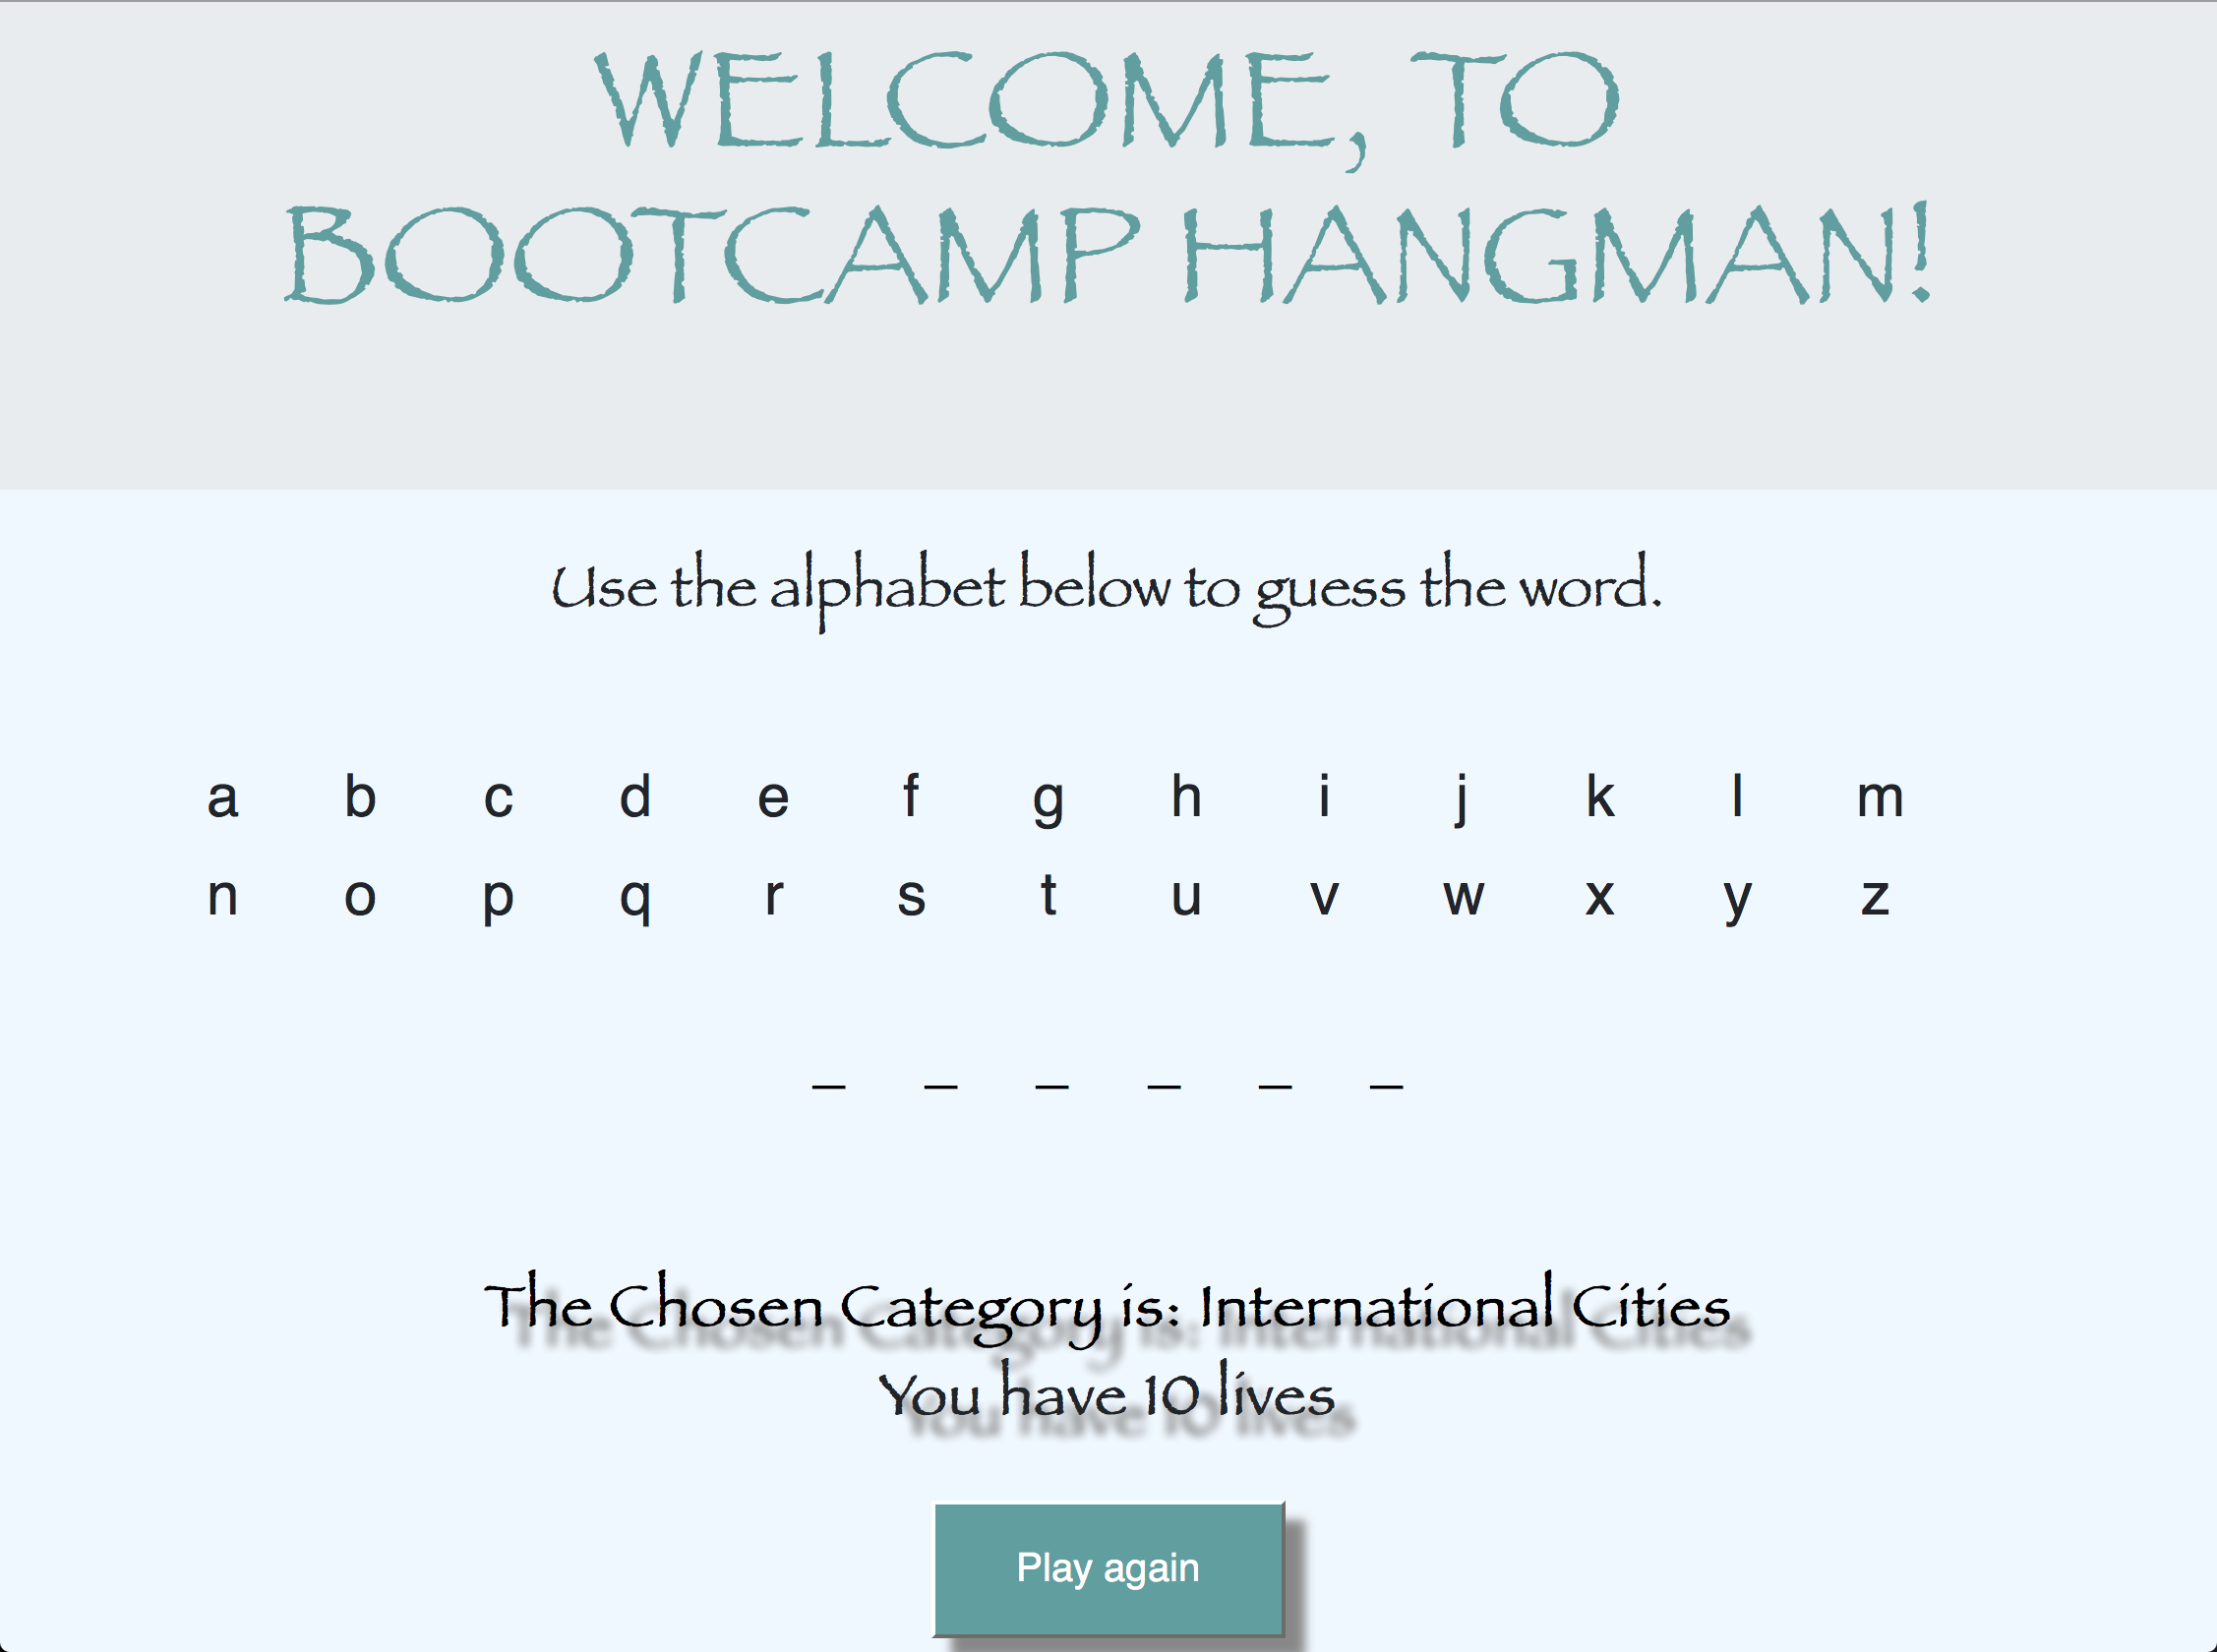 WELCOME, TO
BOOTCAMP HANGMAN!
Use the alphabet below to guess the word.
a b c d e f g h i j k l m
n o p q r s t u v w x y z
_ _ _ _ _ _
The Chosen Category is: International Cities
You have 10 lives
Play again